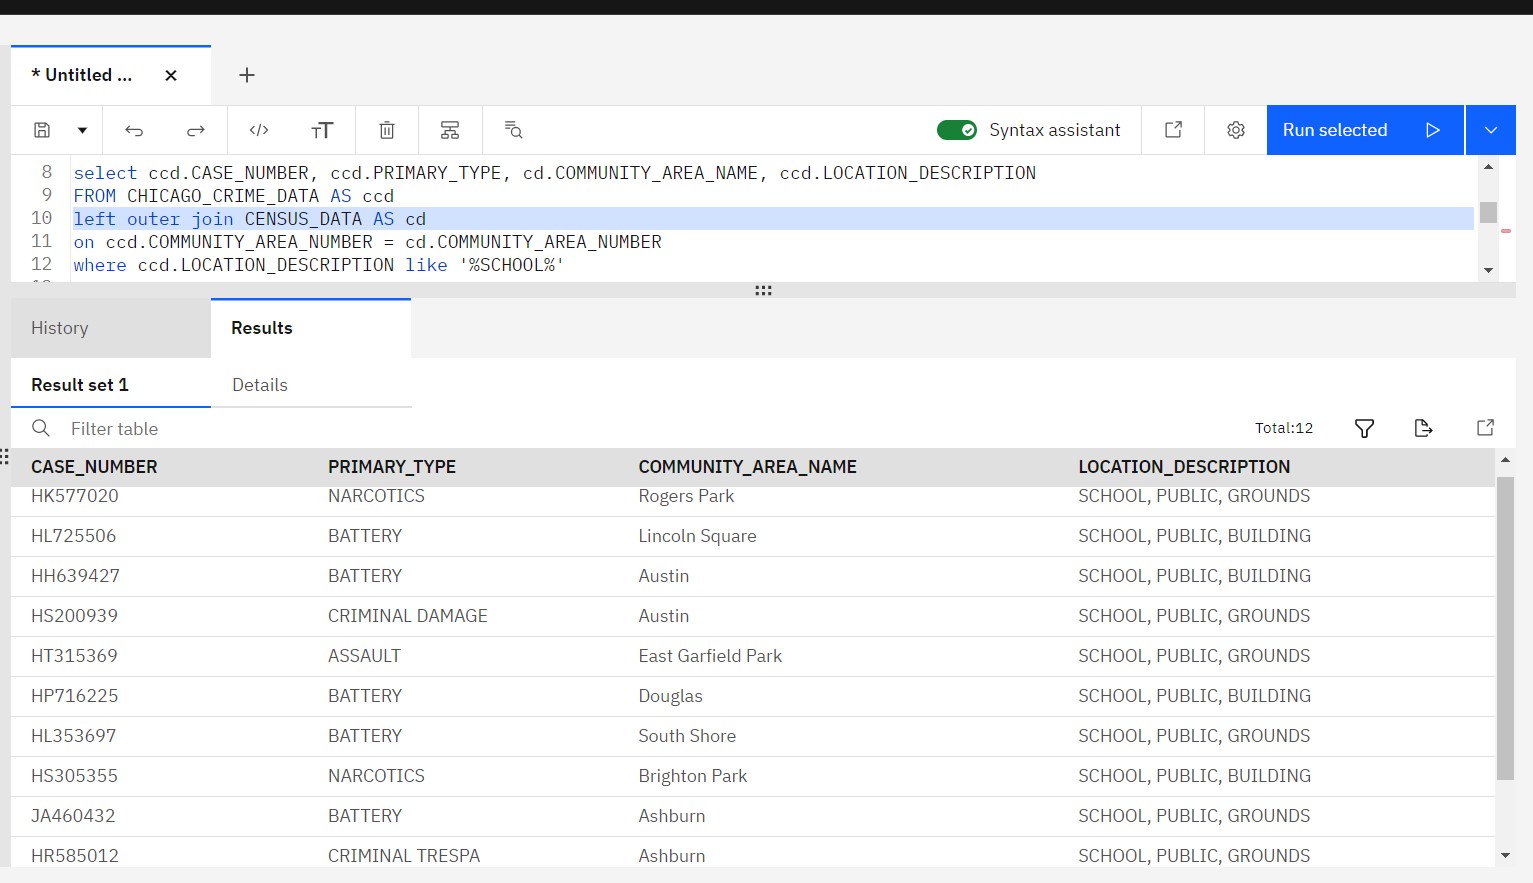 * Untitled ...
Syntax assistant
Run selected
8 select ccd.CASE_NUMBER, ccd.PRIMARY_TYPE, cd.COMMUNITY_AREA_NAME, ccd.LOCATION_DESCRIPTION
9 FROM CHICAGO_CRIME_DATA AS ccd
10 left outer join CENSUS_DATA AS cd
11 on ccd.COMMUNITY_AREA_NUMBER = cd.COMMUNITY_AREA_NUMBER
12 where ccd.LOCATION_DESCRIPTION like '%SCHOOL%'
History Results
Result set 1 Details
Filter table Total:12
CASE_NUMBER PRIMARY_TYPE COMMUNITY_AREA_NAME LOCATION_DESCRIPTION
HK577020 NARCOTICS Rogers Park SCHOOL, PUBLIC, GROUNDS
HL725506 BATTERY Lincoln Square SCHOOL, PUBLIC, BUILDING
HH639427 BATTERY Austin SCHOOL, PUBLIC, BUILDING
HS200939 CRIMINAL DAMAGE Austin SCHOOL, PUBLIC, GROUNDS
HT315369 ASSAULT East Garfield Park SCHOOL, PUBLIC, GROUNDS
HP716225 BATTERY Douglas SCHOOL, PUBLIC, BUILDING
HL353697 BATTERY South Shore SCHOOL, PUBLIC, GROUNDS
HS305355 NARCOTICS Brighton Park SCHOOL, PUBLIC, BUILDING
JA460432 BATTERY Ashburn SCHOOL, PUBLIC, GROUNDS
HR585012 CRIMINAL TRESPA Ashburn SCHOOL, PUBLIC, GROUNDS